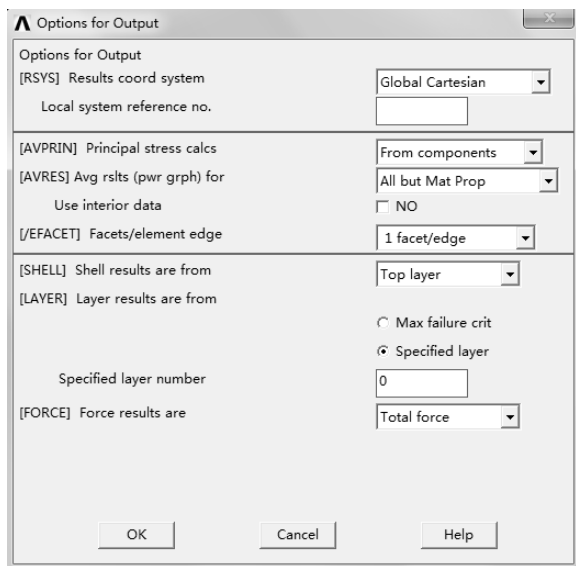 Options for Output
Options for Output
[RSYS] Results coord system Global Cartesian
Local system reference no.
[AVPRIN] Principal stress calcs From components
[AVRES] Avg rslts (pwr grph) for All but Mat Prop
Use interior data NO
[/EFACET] Facets/element edge 1 facet/edge
[SHELL] Shell results are from Top layer
[LAYER] Layer results are from
Max failure crit
Specified layer
Specified layer number 0
[FORCE] Force results are Total force
OK Cancel Help